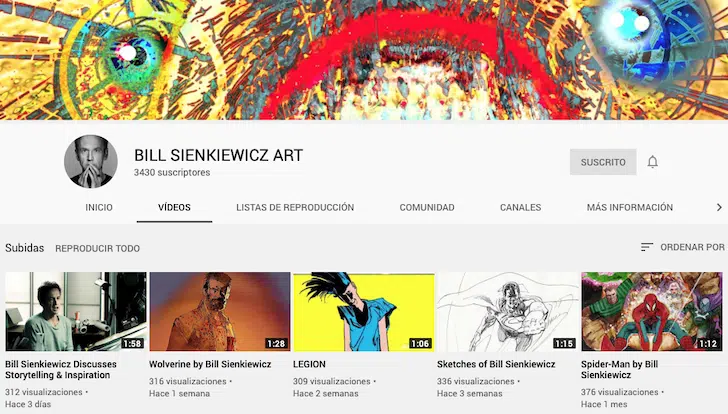 BILL SIENKIEWICZ ART
3430 suscriptores
SUSCRITO
INICIO
VÍDEOS
LISTAS DE REPRODUCCIÓN
COMUNIDAD
CANALES
MÁS INFORMACIÓN
Subidas
REPRODUCIR TODO
ORDENAR POR
1:58
Bill Sienkiewicz Discusses
Storytelling & Inspiration
312 visualizaciones •
Hace 3 días
1:28
Wolverine by Bill Sienkiewicz
316 visualizaciones •
Hace 1 semana
1:06
LEGION
309 visualizaciones •
Hace 2 semanas
1:15
Sketches of Bill Sienkiewicz
336 visualizaciones •
Hace 3 semanas
1:12
Spider-Man by Bill
Sienkiewicz
376 visualizaciones •
Hace 1 mes